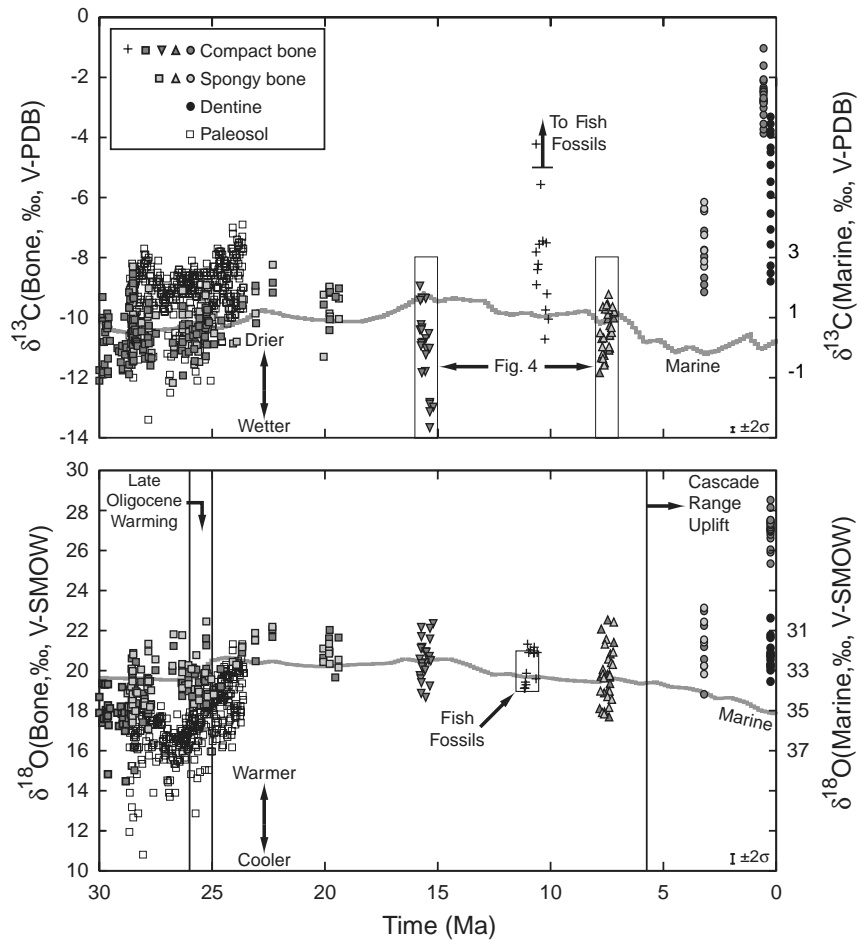 0
-2
-4
-6
-8
-10
-12
-14
δ13C(Bone, ‰, V-PDB)
Compact bone
Spongy bone
Dentine
Paleosol
To Fish
Fossils
Drier
Wetter
Fig. 4
Marine
±2σ
3
1
-1
δ13C(Marine, ‰, V-PDB)
30
28
26
24
22
20
18
16
14
12
10
δ18O(Bone,‰, V-SMOW)
Late
Oligocene
Warming
Cascade
Range
Uplift
Fish
Fossils
Marine
Warmer
Cooler
±2σ
31
33
35
37
δ18O(Marine,‰, V-SMOW)
30
25
20
15
10
5
0
Time (Ma)